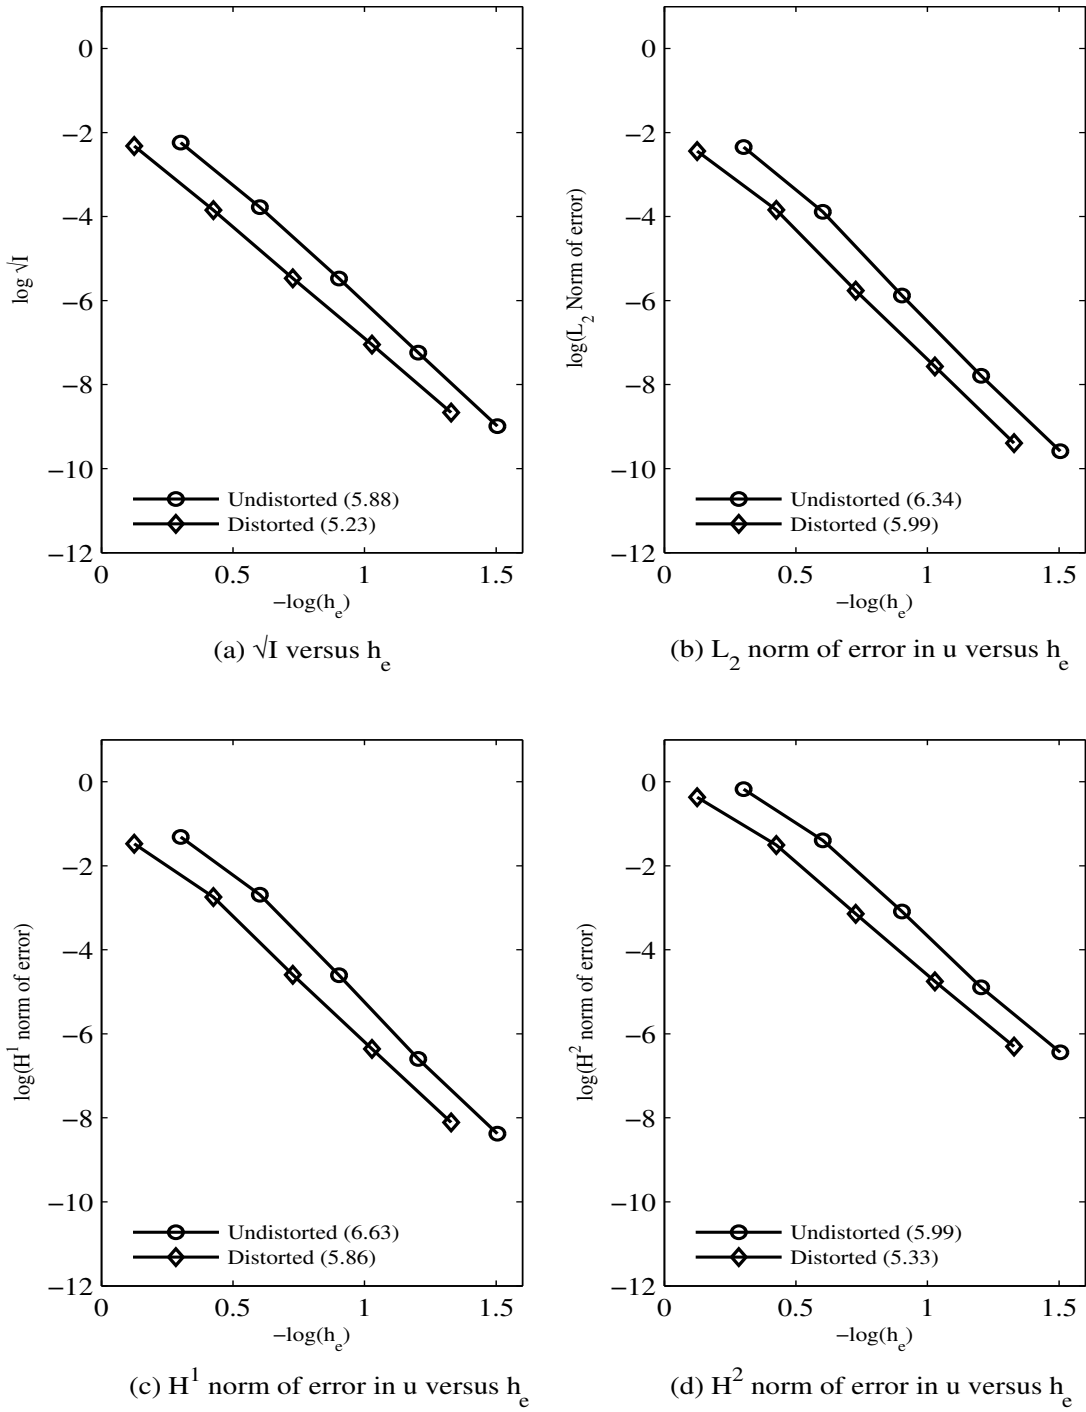 0
−2
−4
−6
−8
−10
−12
0
0.5
1
1.5
log √I
Undistorted (5.88)
Distorted (5.23)
−log(h_e)
(a) √I versus h_e
0
−2
−4
−6
−8
−10
−12
0
0.5
1
1.5
log(L_2 Norm of error)
Undistorted (6.34)
Distorted (5.99)
−log(h_e)
(b) L_2 norm of error in u versus h_e
0
−2
−4
−6
−8
−10
−12
0
0.5
1
1.5
log(H^1 norm of error)
Undistorted (6.63)
Distorted (5.86)
−log(h_e)
(c) H^1 norm of error in u versus h_e
0
−2
−4
−6
−8
−10
−12
0
0.5
1
1.5
log(H^2 norm of error)
Undistorted (5.99)
Distorted (5.33)
−log(h_e)
(d) H^2 norm of error in u versus h_e